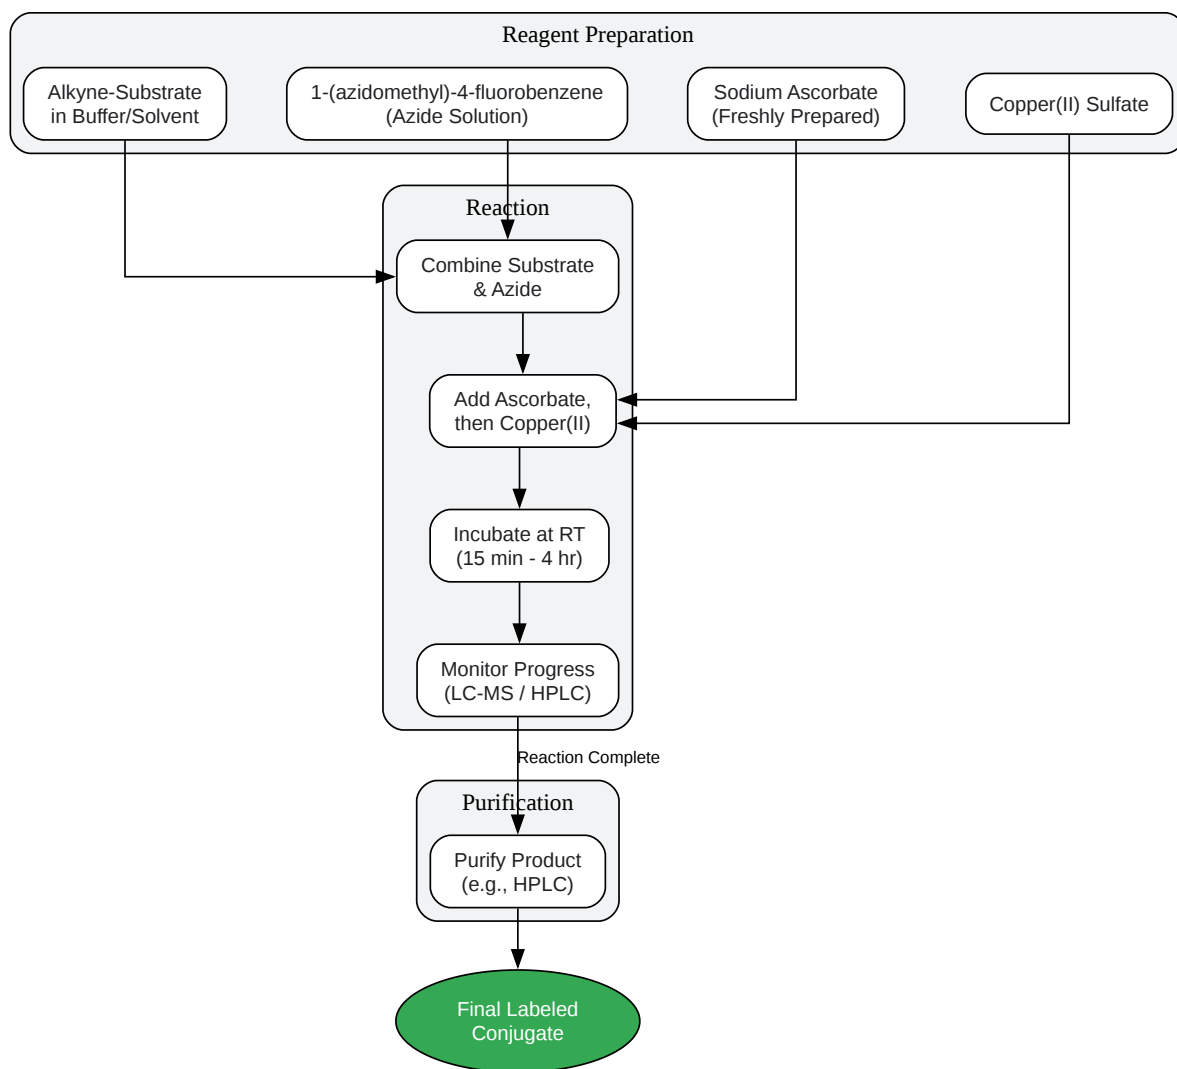 Reagent Preparation
Alkyne-Substrate
in Buffer/Solvent
1-(azidomethyl)-4-fluorobenzene
(Azide Solution)
Sodium Ascorbate
(Freshly Prepared)
Copper(II) Sulfate
Reaction
Combine Substrate
& Azide
Add Ascorbate,
then Copper(II)
Incubate at RT
(15 min - 4 hr)
Monitor Progress
(LC-MS / HPLC)
Reaction Complete
Purification
Purify Product
(e.g., HPLC)
Final Labeled
Conjugate